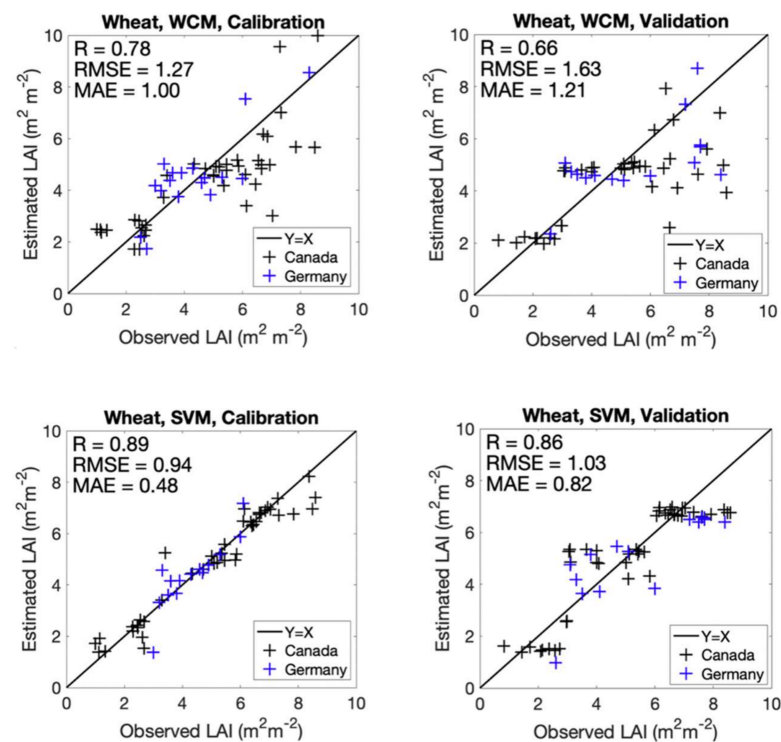 Wheat, WCM, Calibration
R = 0.78
RMSE = 1.27
MAE = 1.00
10
8
6
4
2
0
Estimated LAI (m² m⁻²)
Y=X
Canada
Germany
0 2 4 6 8 10
Observed LAI (m² m⁻²)
Wheat, WCM, Validation
R = 0.66
RMSE = 1.63
MAE = 1.21
10
8
6
4
2
0
Estimated LAI (m² m⁻²)
Y=X
Canada
Germany
0 2 4 6 8 10
Observed LAI (m² m⁻²)
Wheat, SVM, Calibration
R = 0.89
RMSE = 0.94
MAE = 0.48
10
8
6
4
2
0
Estimated LAI (m²m⁻²)
Y=X
Canada
Germany
0 2 4 6 8 10
Observed LAI (m²m⁻²)
Wheat, SVM, Validation
R = 0.86
RMSE = 1.03
MAE = 0.82
10
8
6
4
2
0
Estimated LAI (m²m⁻²)
Y=X
Canada
Germany
0 2 4 6 8 10
Observed LAI (m²m⁻²)